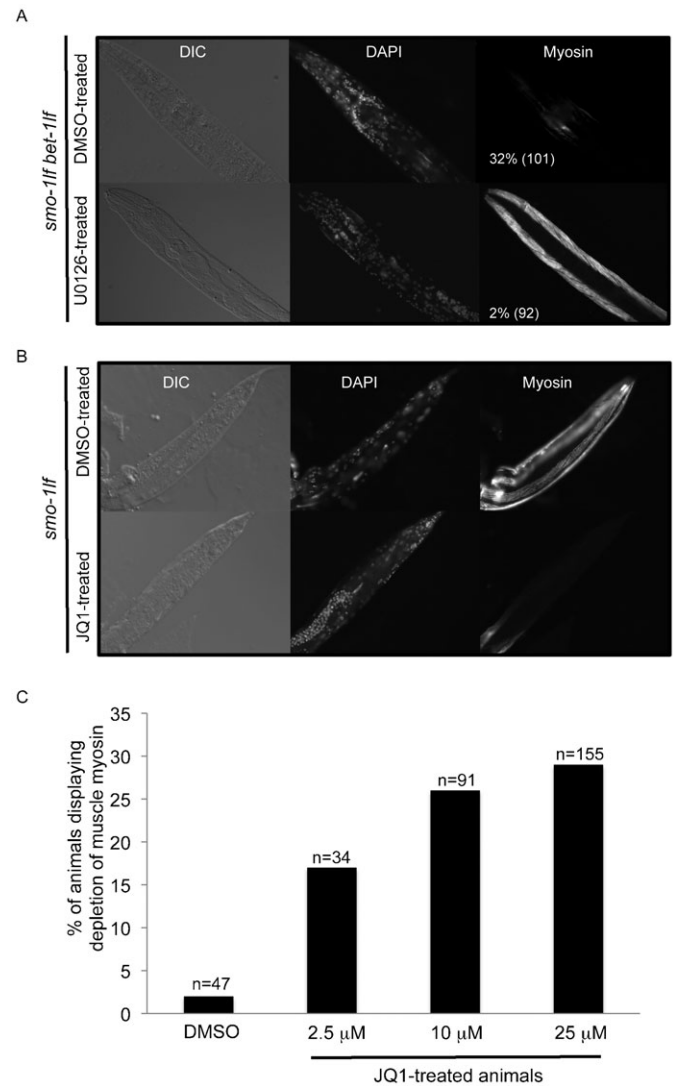 A
DIC
DAPI
Myosin
smo-1lf bet-1lf
DMSO-treated
32% (101)
U0126-treated
2% (92)
B
DIC
DAPI
Myosin
smo-1lf
DMSO-treated
JQ1-treated
C
% of animals displaying
depletion of muscle myosin
35
30
25
20
15
10
5
0
n=47
n=34
n=91
n=155
DMSO
2.5 μM
10 μM
25 μM
JQ1-treated animals